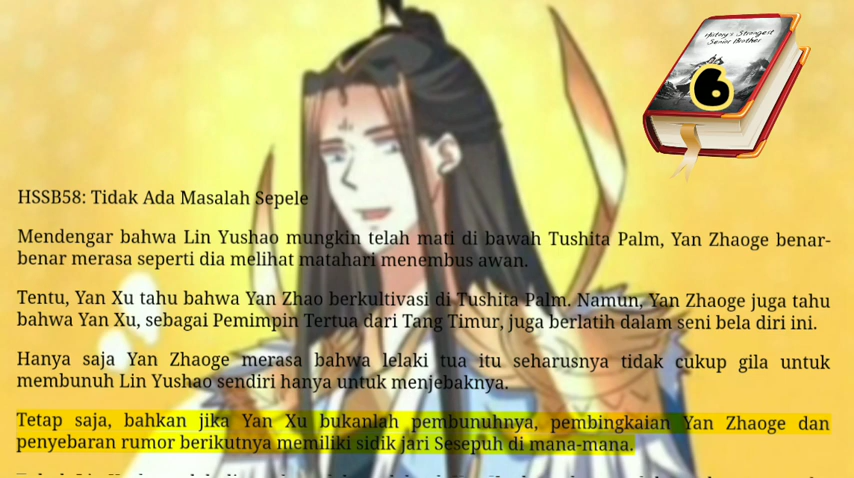 History's Strongest
Senior Brother
6
HSSB58: Tidak Ada Masalah Sepele
Mendengar bahwa Lin Yushao mungkin telah mati di bawah Tushita Palm, Yan Zhaoge benar-
benar merasa seperti dia melihat matahari menembus awan.
Tentu, Yan Xu tahu bahwa Yan Zhao berkultivasi di Tushita Palm. Namun, Yan Zhaoge juga tahu
bahwa Yan Xu, sebagai Pemimpin Tertua dari Tang Timur, juga berlatih dalam seni bela diri ini.
Hanya saja Yan Zhaoge merasa bahwa lelaki tua itu seharusnya tidak cukup gila untuk
membunuh Lin Yushao sendiri hanya untuk menjebaknya.
Tetap saja, bahkan jika Yan Xu bukanlah pembunuhnya, pembingkaian Yan Zhaoge dan
penyebaran rumor berikutnya memiliki sidik jari Sesepuh di mana-mana.